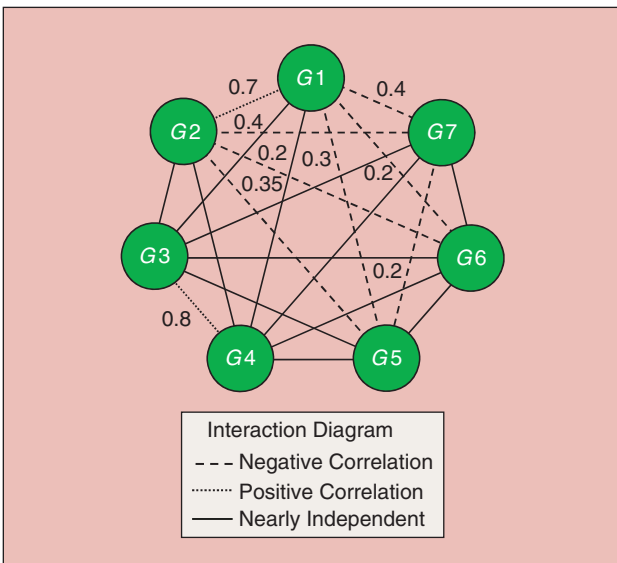 G1
0.7
0.4
G2
0.4
G7
0.2
0.3
0.2
0.35
G3
G6
0.2
0.8
G4
G5
Interaction Diagram
Negative Correlation
Positive Correlation
Nearly Independent